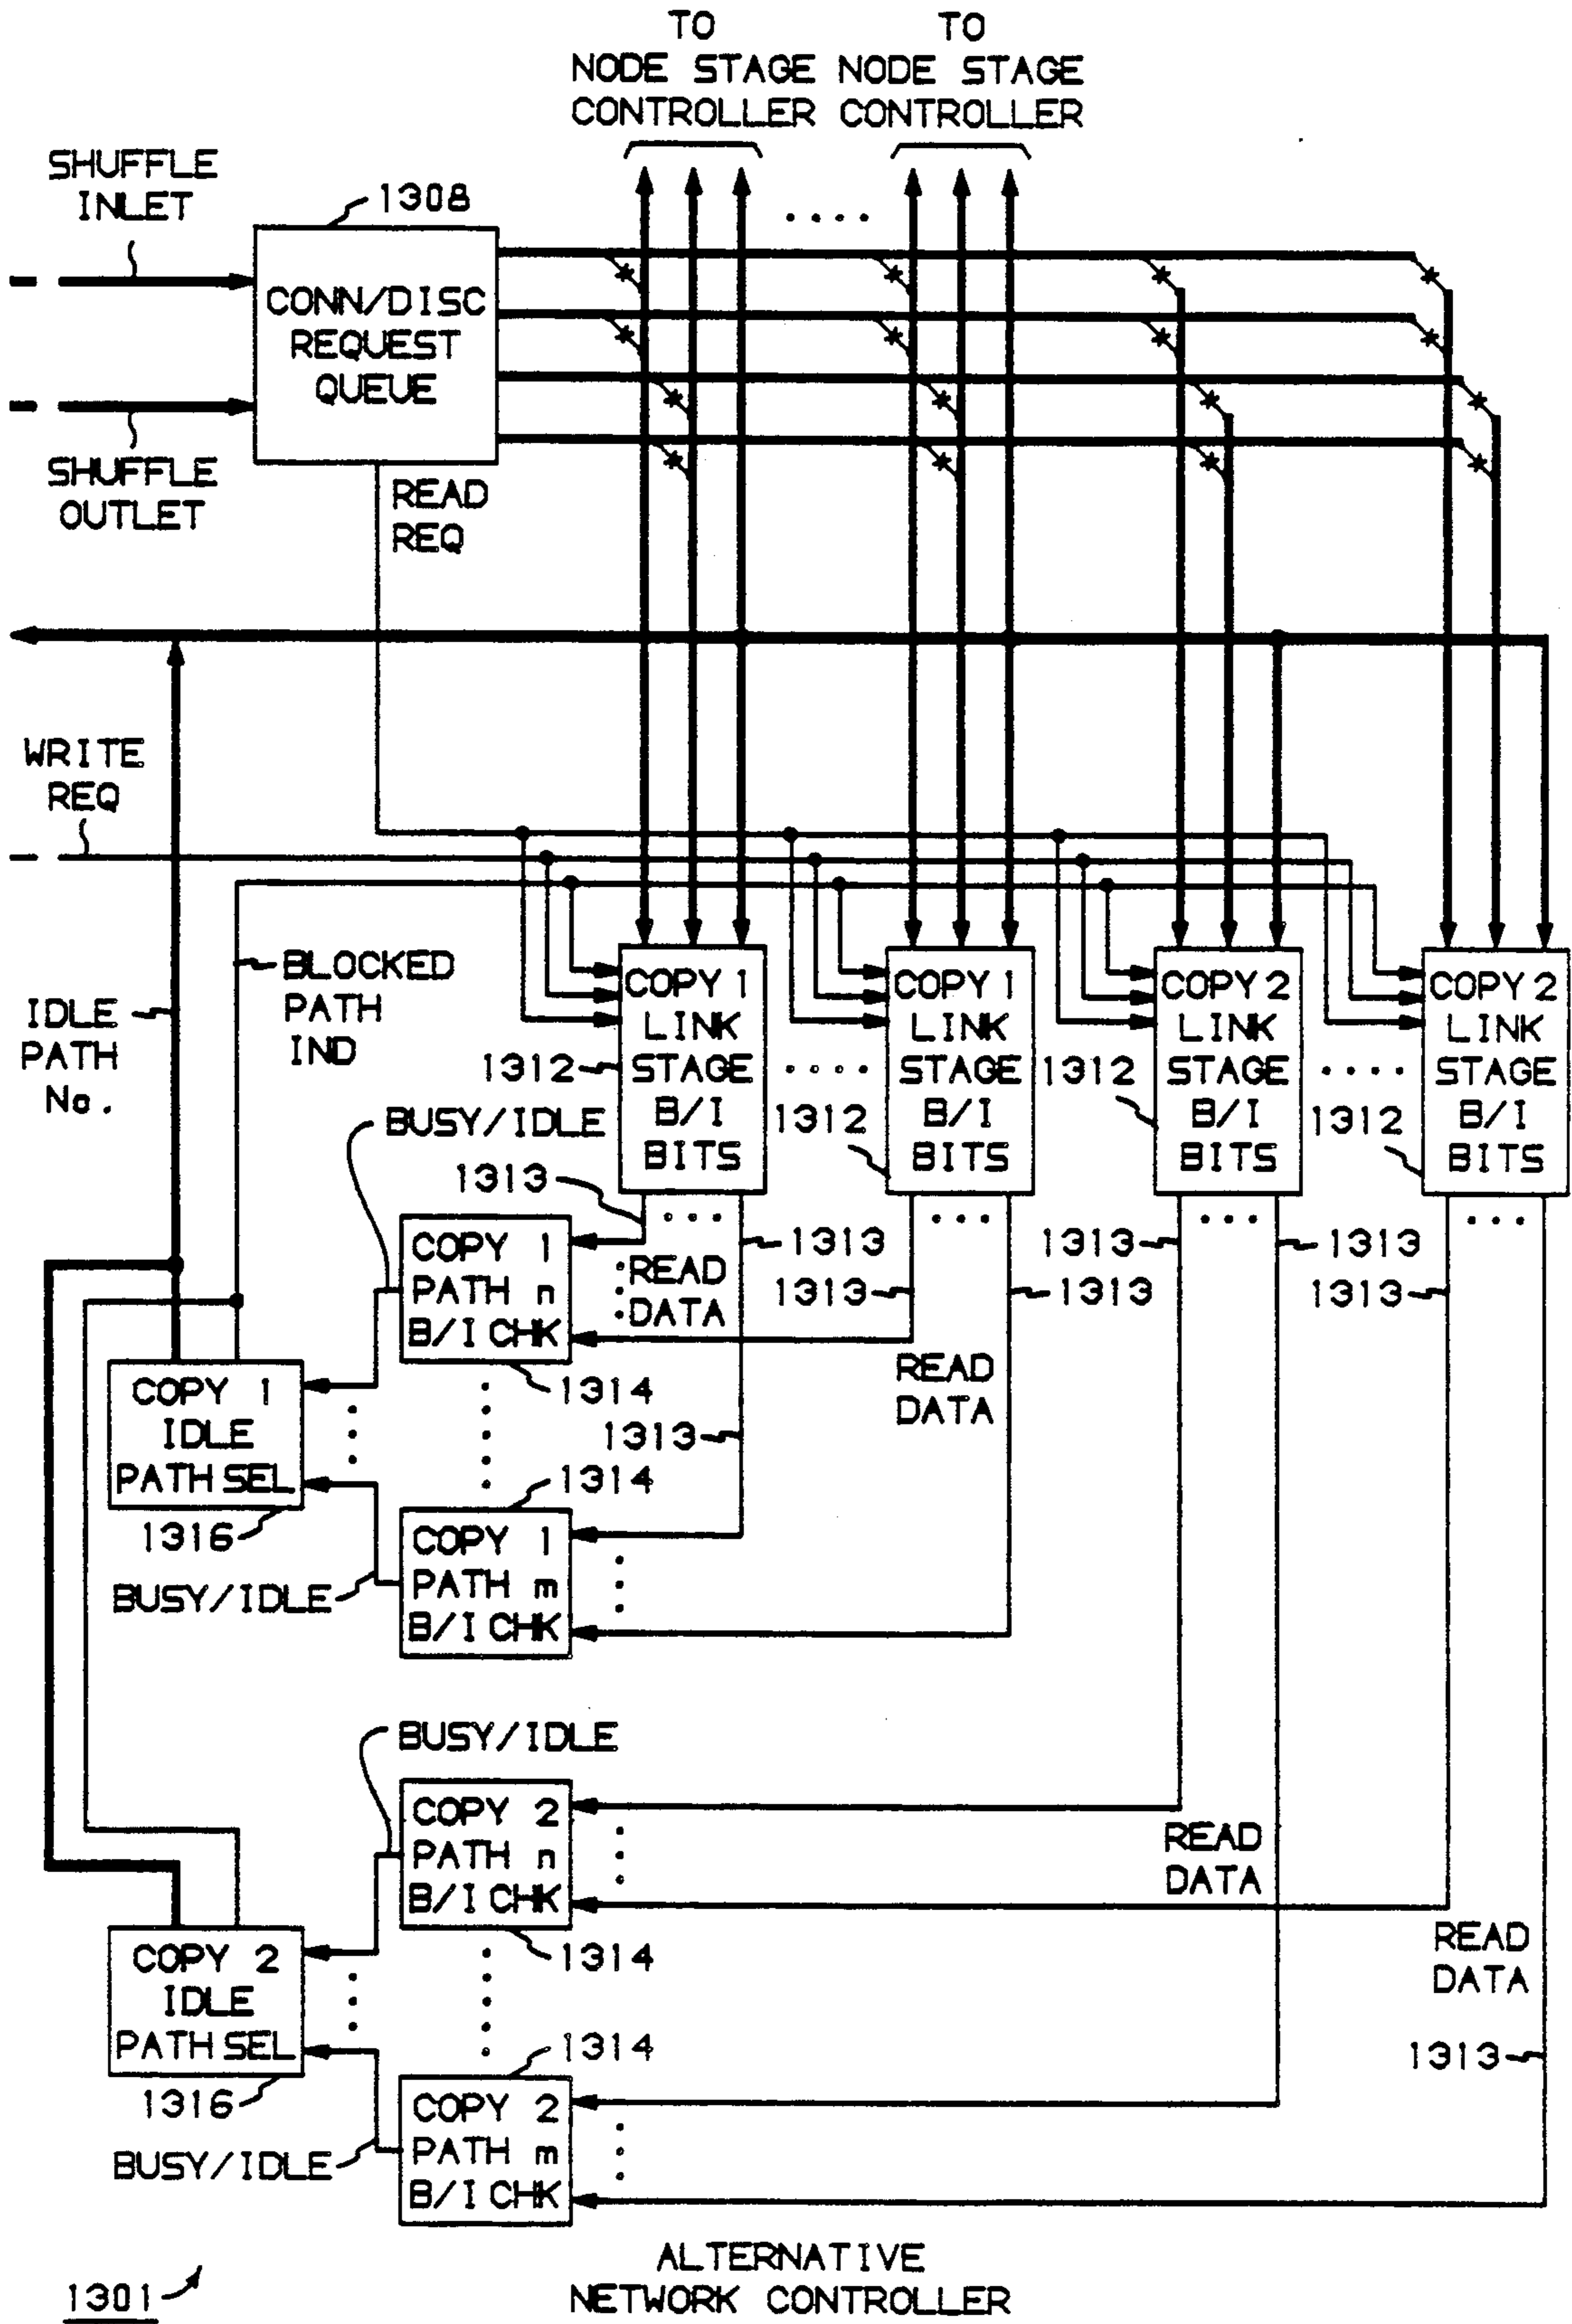 TO
NODE STAGE
CONTROLLER
TO
NODE STAGE
CONTROLLER
SHUFFLE
INLET
1308
CONN/DISC
REQUEST
QUEUE
SHUFFLE
OUTLET
READ
REQ
WRITE
REQ
BLOCKED
PATH
IND
IDLE
PATH
No.
COPY 1
LINK
STAGE
B/I
BITS
COPY 1
LINK
STAGE
B/I
BITS
COPY 2
LINK
STAGE
B/I
BITS
COPY 2
LINK
STAGE
B/I
BITS
1312
1312
1312
1312
BUSY/IDLE
1313
1313
1313
1313
1313
1313
1313
COPY 1
PATH n
B/I CHK
READ
DATA
1314
READ
DATA
1313
COPY 1
IDLE
PATH SEL
1316
1314
COPY 1
PATH m
B/I CHK
BUSY/IDLE
BUSY/IDLE
COPY 2
PATH n
B/I CHK
READ
DATA
1314
COPY 2
IDLE
PATH SEL
1316
READ
DATA
1314
1313
COPY 2
PATH m
B/I CHK
BUSY/IDLE
ALTERNATIVE
NETWORK CONTROLLER
1301